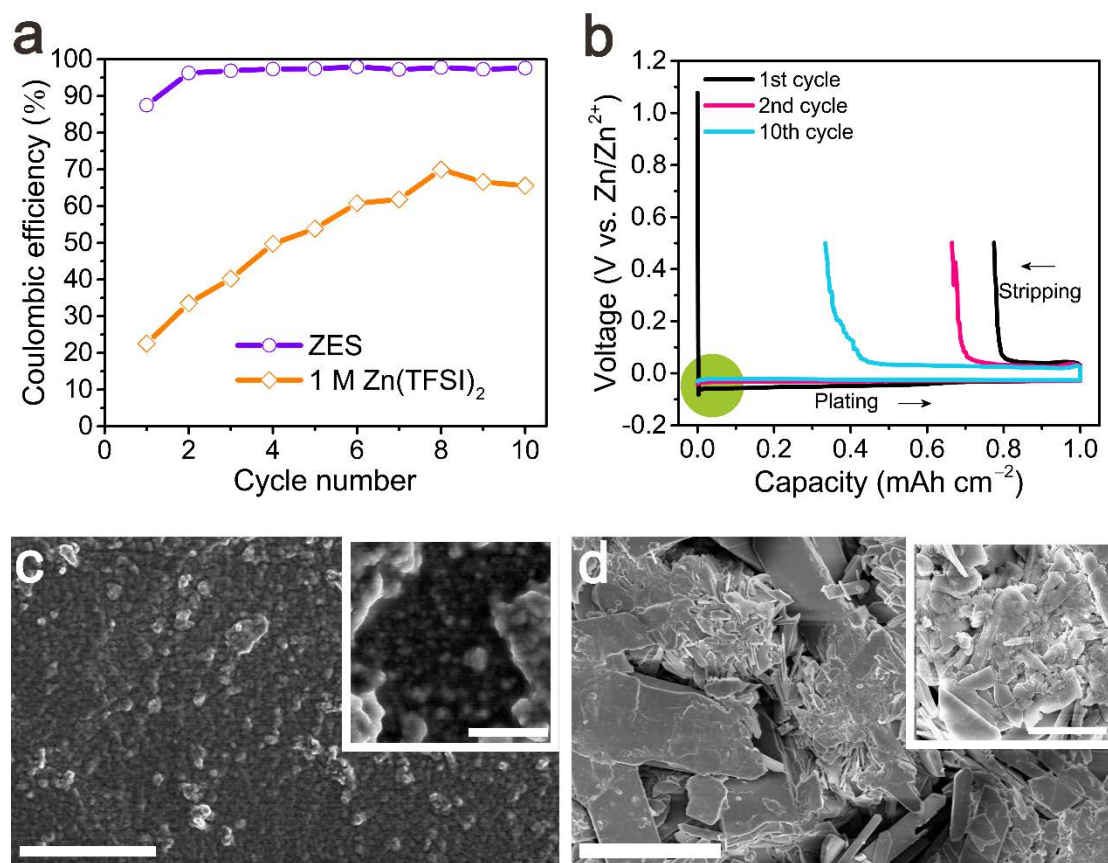 a
100
90
80
70
60
50
40
30
20
10
0
Coulombic efficiency (%)
ZES
1 M Zn(TFSI)₂
0 2 4 6 8 10
Cycle number
b
1.2
1.0
0.8
0.6
0.4
0.2
0.0
-0.2
Voltage (V vs. Zn/Zn²⁺)
1st cycle
2nd cycle
10th cycle
Stripping
Plating
0.0 0.2 0.4 0.6 0.8 1.0
Capacity (mAh cm⁻²)
c
d